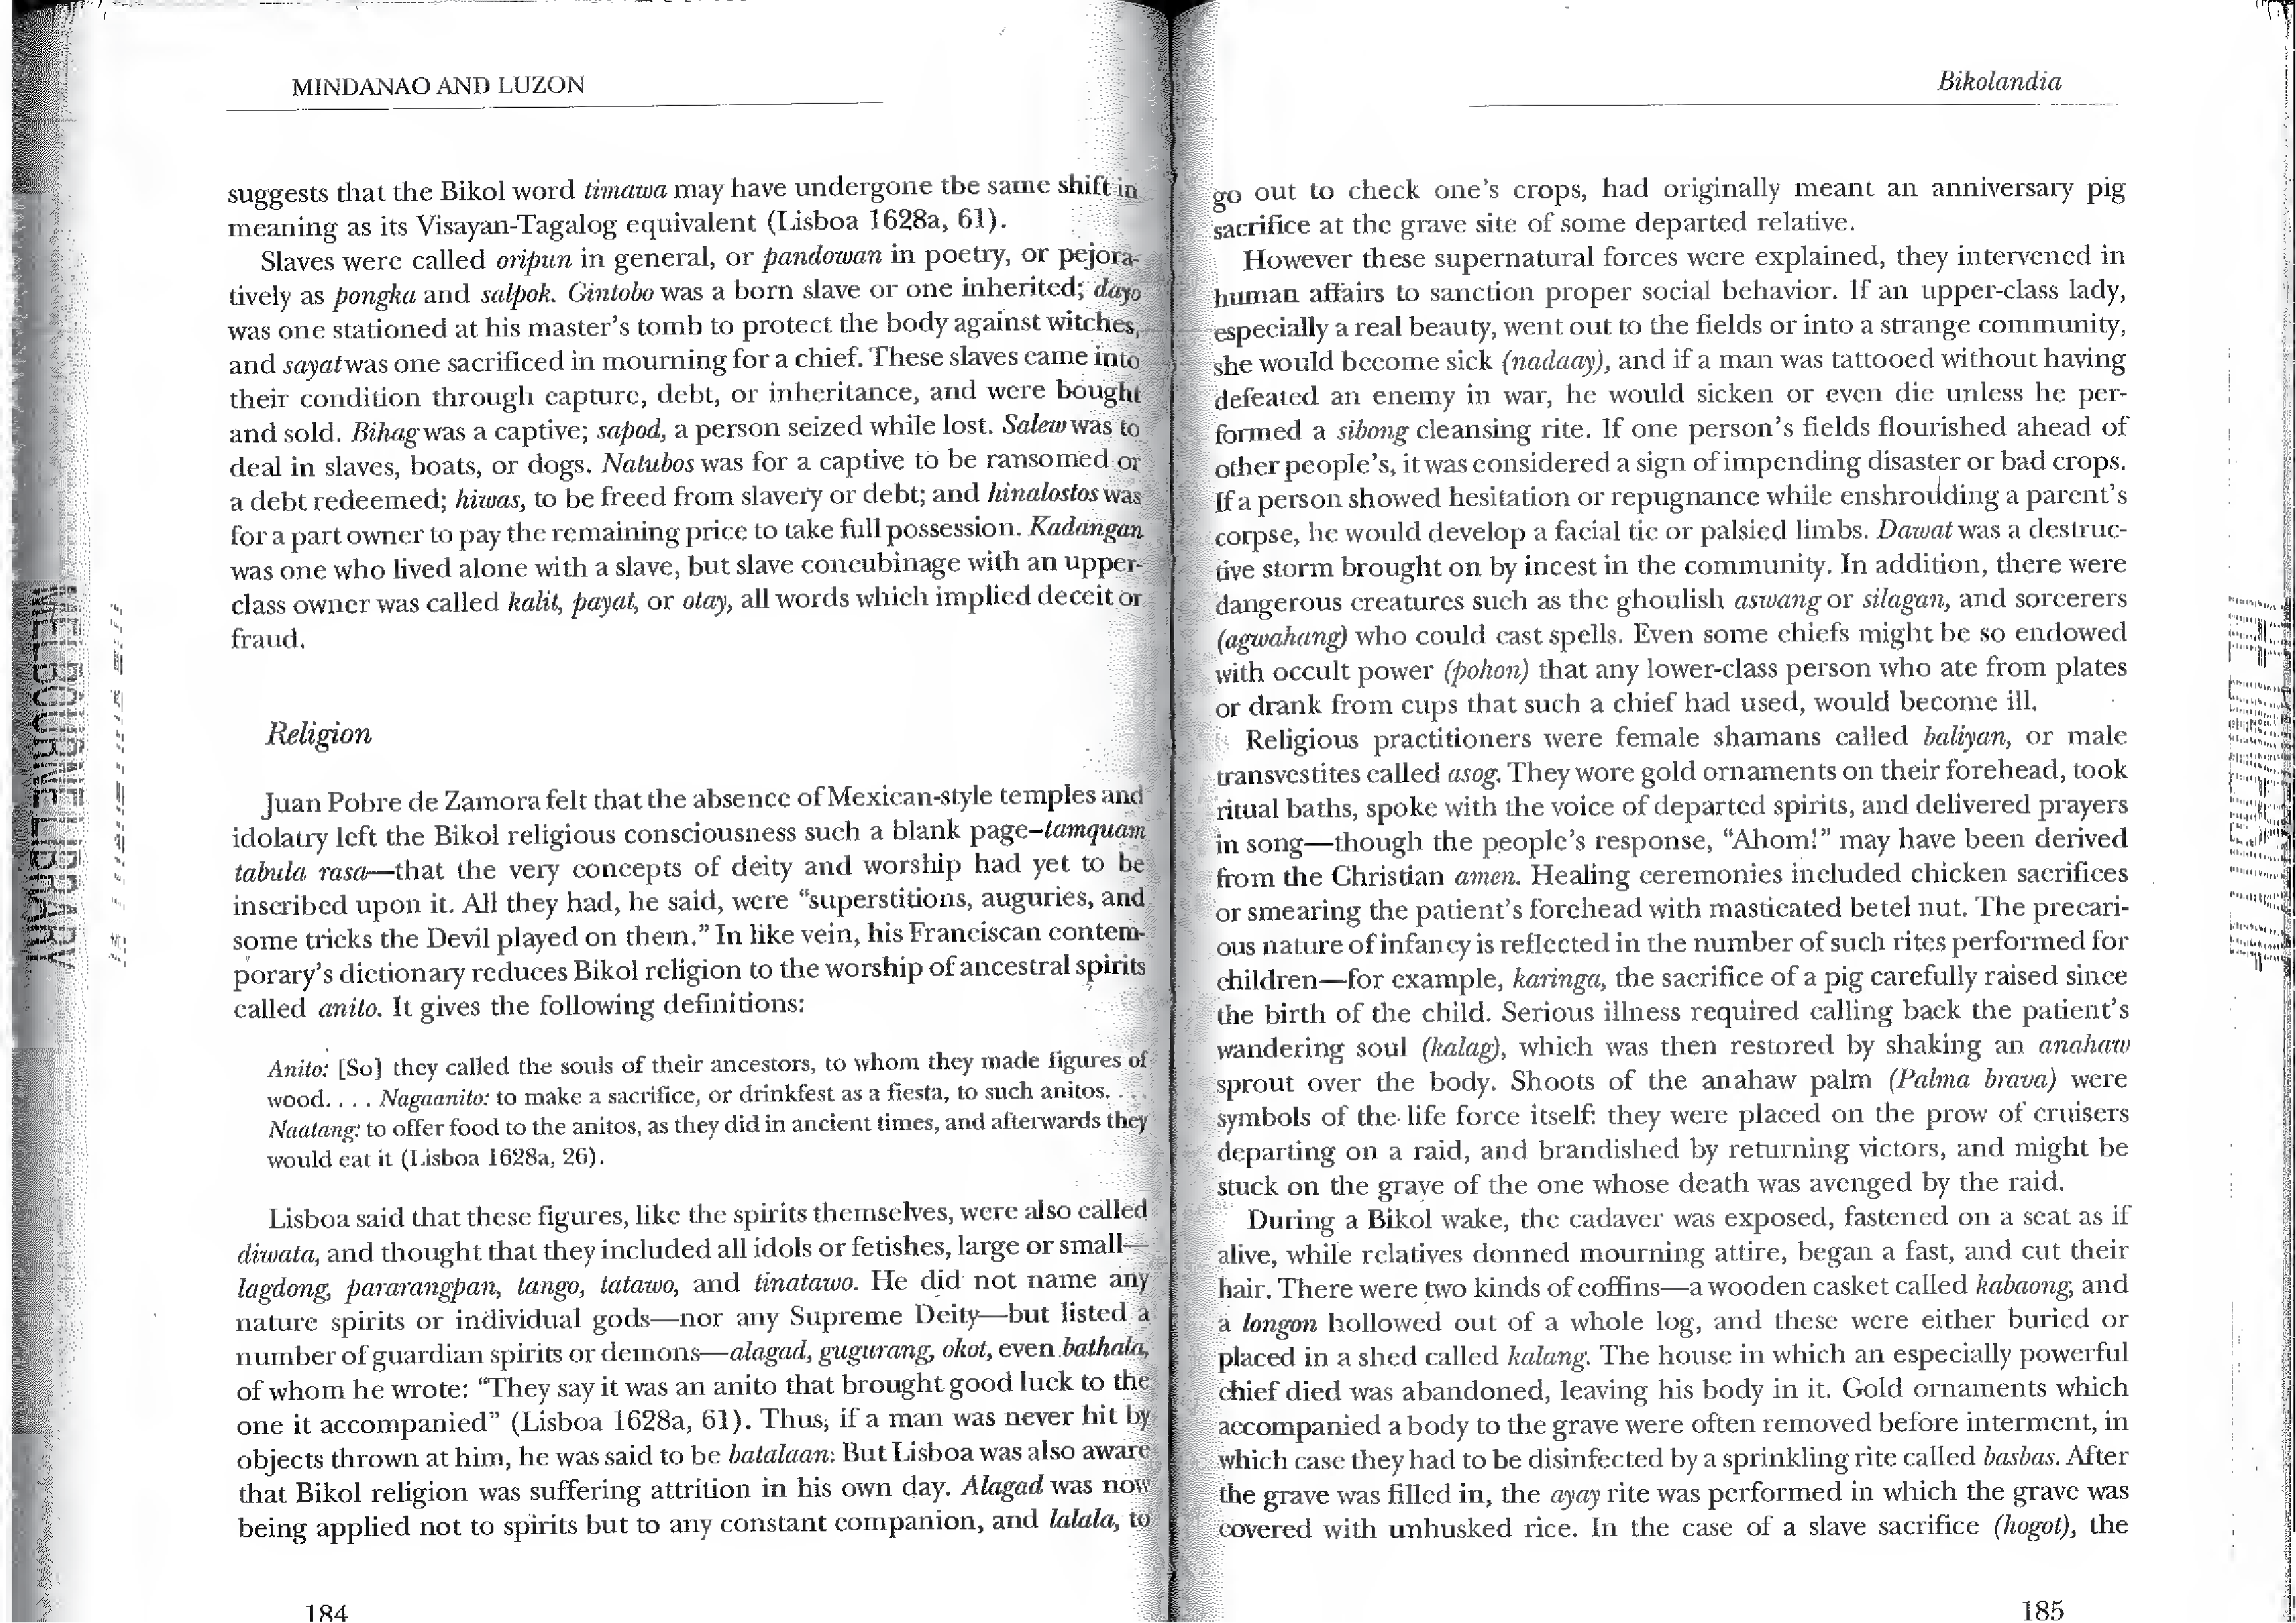 MINDANAO AND LUZON
suggests that the Bikol word timawa may have undergone tbe same shift in
meaning as its Visayan-Tagalog equivalent (Lisboa 1628a, 61).
Slaves were called oripun in general, or pandowan in poetry, or pejora-
tively as pongka and salpok. Gintobo was a born slave or one inherited; dayo
was one stationed at his master's tomb to protect the body against witches,
and sayat was one sacrificed in mourning for a chief. These slaves came into
their condition through capture, debt, or inheritance, and were bought
and sold. Bihag was a captive; sapod, a person seized while lost. Salew was to
deal in slaves, boats, or dogs. Natubos was for a captive to be ransomed or
a debt redeemed; hiwas, to be freed from slavery or debt; and hinalostos was
for a part owner to pay the remaining price to take full possession. Kadangan
was one who lived alone with a slave, but slave concubinage with an upper-
class owner was called kalit, payat, or otay, all words which implied deceit or
fraud.
Religion
Juan Pobre de Zamora felt that the absence of Mexican-style temples and
idolatry left the Bikol religious consciousness such a blank page–tamquam
tabula rasa—that the very concepts of deity and worship had yet to be
inscribed upon it. All they had, he said, were "superstitions, auguries, and
some tricks the Devil played on them." In like vein, his Franciscan contem-
porary's dictionary reduces Bikol religion to the worship of ancestral spirits
called anito. It gives the following definitions:
Anito: [So] they called the souls of their ancestors, to whom they made figures of
wood. . . . Nagaanito: to make a sacrifice, or drinkfest as a fiesta, to such anitos. . . .
Naatang: to offer food to the anitos, as they did in ancient times, and afterwards they
would eat it (Lisboa 1628a, 26).
Lisboa said that these figures, like the spirits themselves, were also called
diwata, and thought that they included all idols or fetishes, large or small—
lagdong, pararangpan, tango, tatawo, and tinatawo. He did not name any
nature spirits or individual gods—nor any Supreme Deity—but listed a
number of guardian spirits or demons—alagad, gugurang, okot, even bathala,
of whom he wrote: "They say it was an anito that brought good luck to the
one it accompanied" (Lisboa 1628a, 61). Thus, if a man was never hit by
objects thrown at him, he was said to be batalaan: But Lisboa was also aware
that Bikol religion was suffering attrition in his own day. Alagad was now
being applied not to spirits but to any constant companion, and lalala, to
184
MELBOURNE LIBRARY
Bikolandia
go out to check one's crops, had originally meant an anniversary pig
sacrifice at the grave site of some departed relative.
However these supernatural forces were explained, they intervened in
human affairs to sanction proper social behavior. If an upper-class lady,
especially a real beauty, went out to the fields or into a strange community,
she would become sick (nadaay), and if a man was tattooed without having
defeated an enemy in war, he would sicken or even die unless he per-
formed a sibong cleansing rite. If one person's fields flourished ahead of
other people's, it was considered a sign of impending disaster or bad crops.
If a person showed hesitation or repugnance while enshrouding a parent's
corpse, he would develop a facial tic or palsied limbs. Dawat was a destruc-
tive storm brought on by incest in the community. In addition, there were
dangerous creatures such as the ghoulish aswang or silagan, and sorcerers
(agwahang) who could cast spells. Even some chiefs might be so endowed
with occult power (pohon) that any lower-class person who ate from plates
or drank from cups that such a chief had used, would become ill.
Religious practitioners were female shamans called baliyan, or male
transvestites called asog. They wore gold ornaments on their forehead, took
ritual baths, spoke with the voice of departed spirits, and delivered prayers
in song—though the people's response, "Ahom!" may have been derived
from the Christian amen. Healing ceremonies included chicken sacrifices
or smearing the patient's forehead with masticated betel nut. The precari-
ous nature of infancy is reflected in the number of such rites performed for
children—for example, karinga, the sacrifice of a pig carefully raised since
the birth of the child. Serious illness required calling back the patient's
wandering soul (kalag), which was then restored by shaking an anahaw
sprout over the body. Shoots of the anahaw palm (Palma brava) were
symbols of the life force itself: they were placed on the prow of cruisers
departing on a raid, and brandished by returning victors, and might be
stuck on the grave of the one whose death was avenged by the raid.
During a Bikol wake, the cadaver was exposed, fastened on a seat as if
alive, while relatives donned mourning attire, began a fast, and cut their
hair. There were two kinds of coffins—a wooden casket called kabaong, and
a longon hollowed out of a whole log, and these were either buried or
placed in a shed called kalang. The house in which an especially powerful
chief died was abandoned, leaving his body in it. Gold ornaments which
accompanied a body to the grave were often removed before interment, in
which case they had to be disinfected by a sprinkling rite called basbas. After
the grave was filled in, the ayay rite was performed in which the grave was
covered with unhusked rice. In the case of a slave sacrifice (hogot), the
185